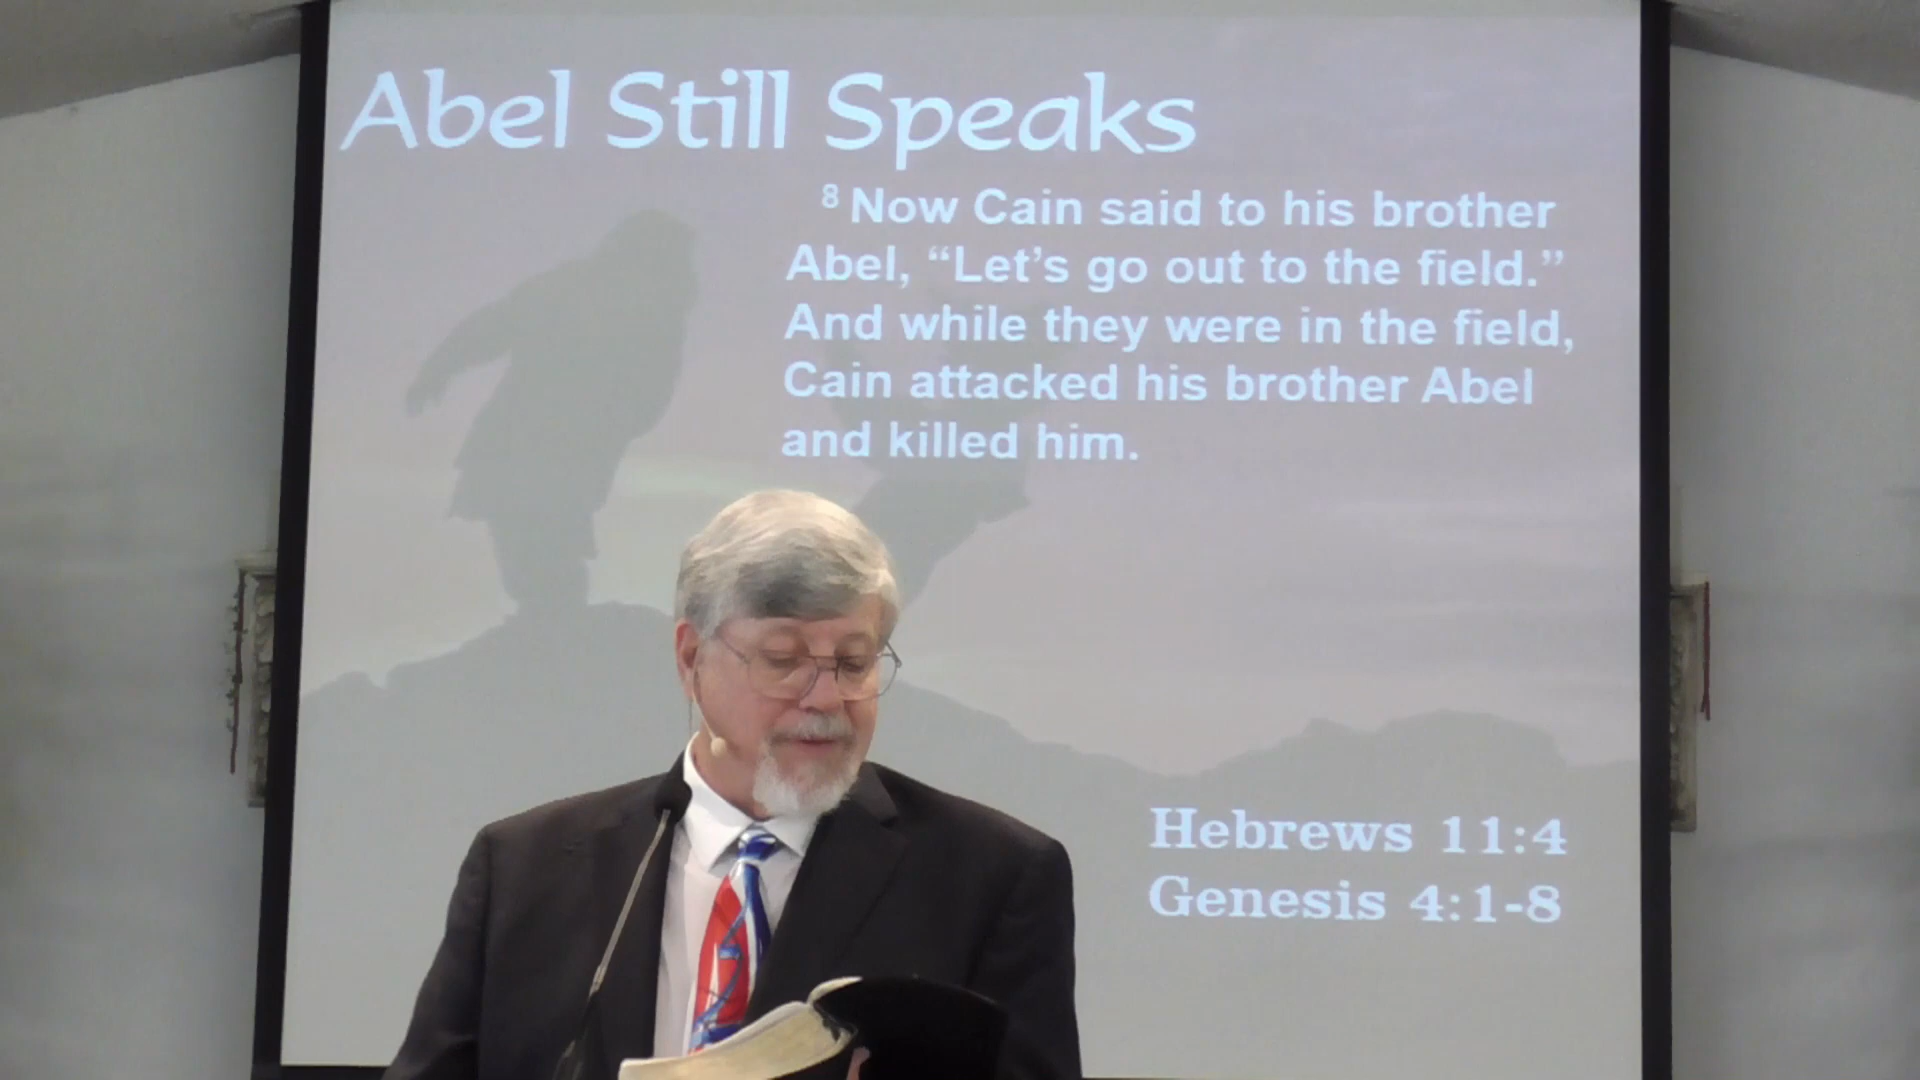 Abel Still Speaks
8 Now Cain said to his brother
Abel, “Let’s go out to the field.”
And while they were in the field,
Cain attacked his brother Abel
and killed him.
Hebrews 11:4
Genesis 4:1-8